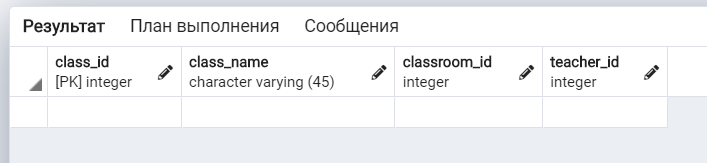 Результат План выполнения Сообщения
class_id class_name classroom_id teacher_id
[PK] integer character varying (45) integer integer